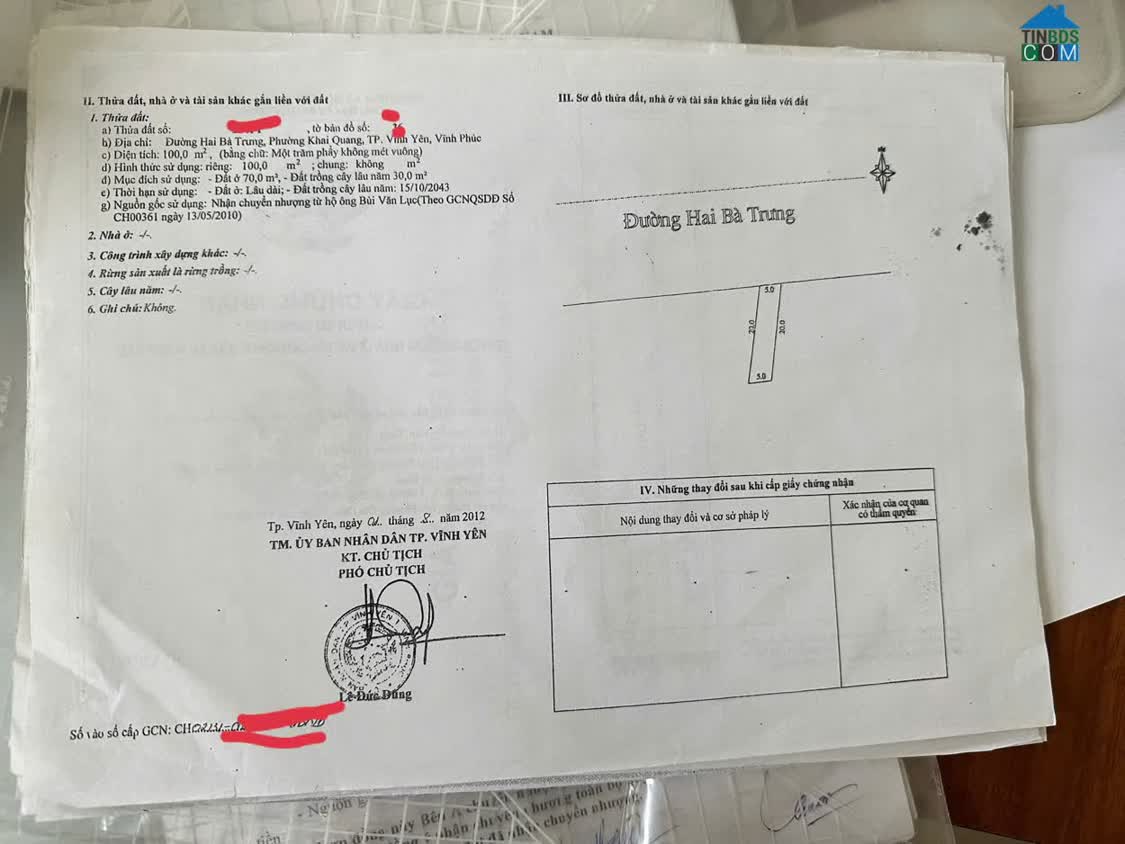 TINBDS
COM
II. Thửa đất, nhà ở và tài sản khác gắn liền với đất
1. Thửa đất:
a) Thửa đất số: , tờ bản đồ số:
b) Địa chỉ: Đường Hai Bà Trưng, Phường Khai Quang, TP. Vĩnh Yên, Vĩnh Phúc
c) Diện tích: 100,0 m², (bằng chữ: Một trăm phẩy không mét vuông)
d) Hình thức sử dụng: riêng: 100,0 m² ; chung: không m²
đ) Mục đích sử dụng: - Đất ở 70,0 m², - Đất trồng cây lâu năm 30,0 m²
e) Thời hạn sử dụng: - Đất ở: Lâu dài; - Đất trồng cây lâu năm: 15/10/2043
g) Nguồn gốc sử dụng: Nhận chuyển nhượng từ hộ ông Bùi Văn Lục(Theo GCNQSDĐ Số
CH00361 ngày 13/05/2010)
2. Nhà ở: -/-.
3. Công trình xây dựng khác: -/-.
4. Rừng sản xuất là rừng trồng: -/-.
5. Cây lâu năm: -/-.
6. Ghi chú: Không.
Tp. Vĩnh Yên, ngày tháng 8 năm 2012
TM. ỦY BAN NHÂN DÂN TP. VĨNH YÊN
KT. CHỦ TỊCH
PHÓ CHỦ TỊCH
Lê Đức Dũng
Số vào sổ cấp GCN: CH
III. Sơ đồ thửa đất, nhà ở và tài sản khác gắn liền với đất
Đường Hai Bà Trưng
5.0
20.0
20.0
5.0
IV. Những thay đổi sau khi cấp giấy chứng nhận
Nội dung thay đổi và cơ sở pháp lý
Xác nhận của cơ quan
có thẩm quyền